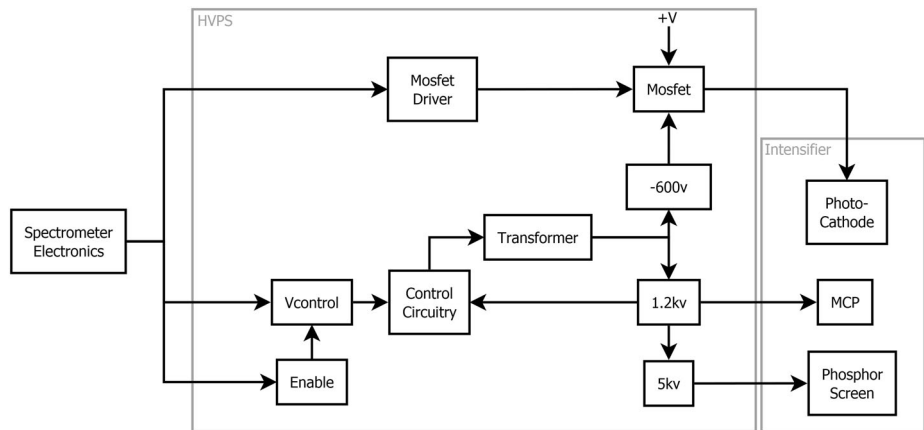 HVPS
+V
Mosfet
Driver
Mosfet
Intensifier
-600v
Photo-
Cathode
Spectrometer
Electronics
Transformer
Vcontrol
Control
Circuitry
1.2kv
MCP
Enable
5kv
Phosphor
Screen